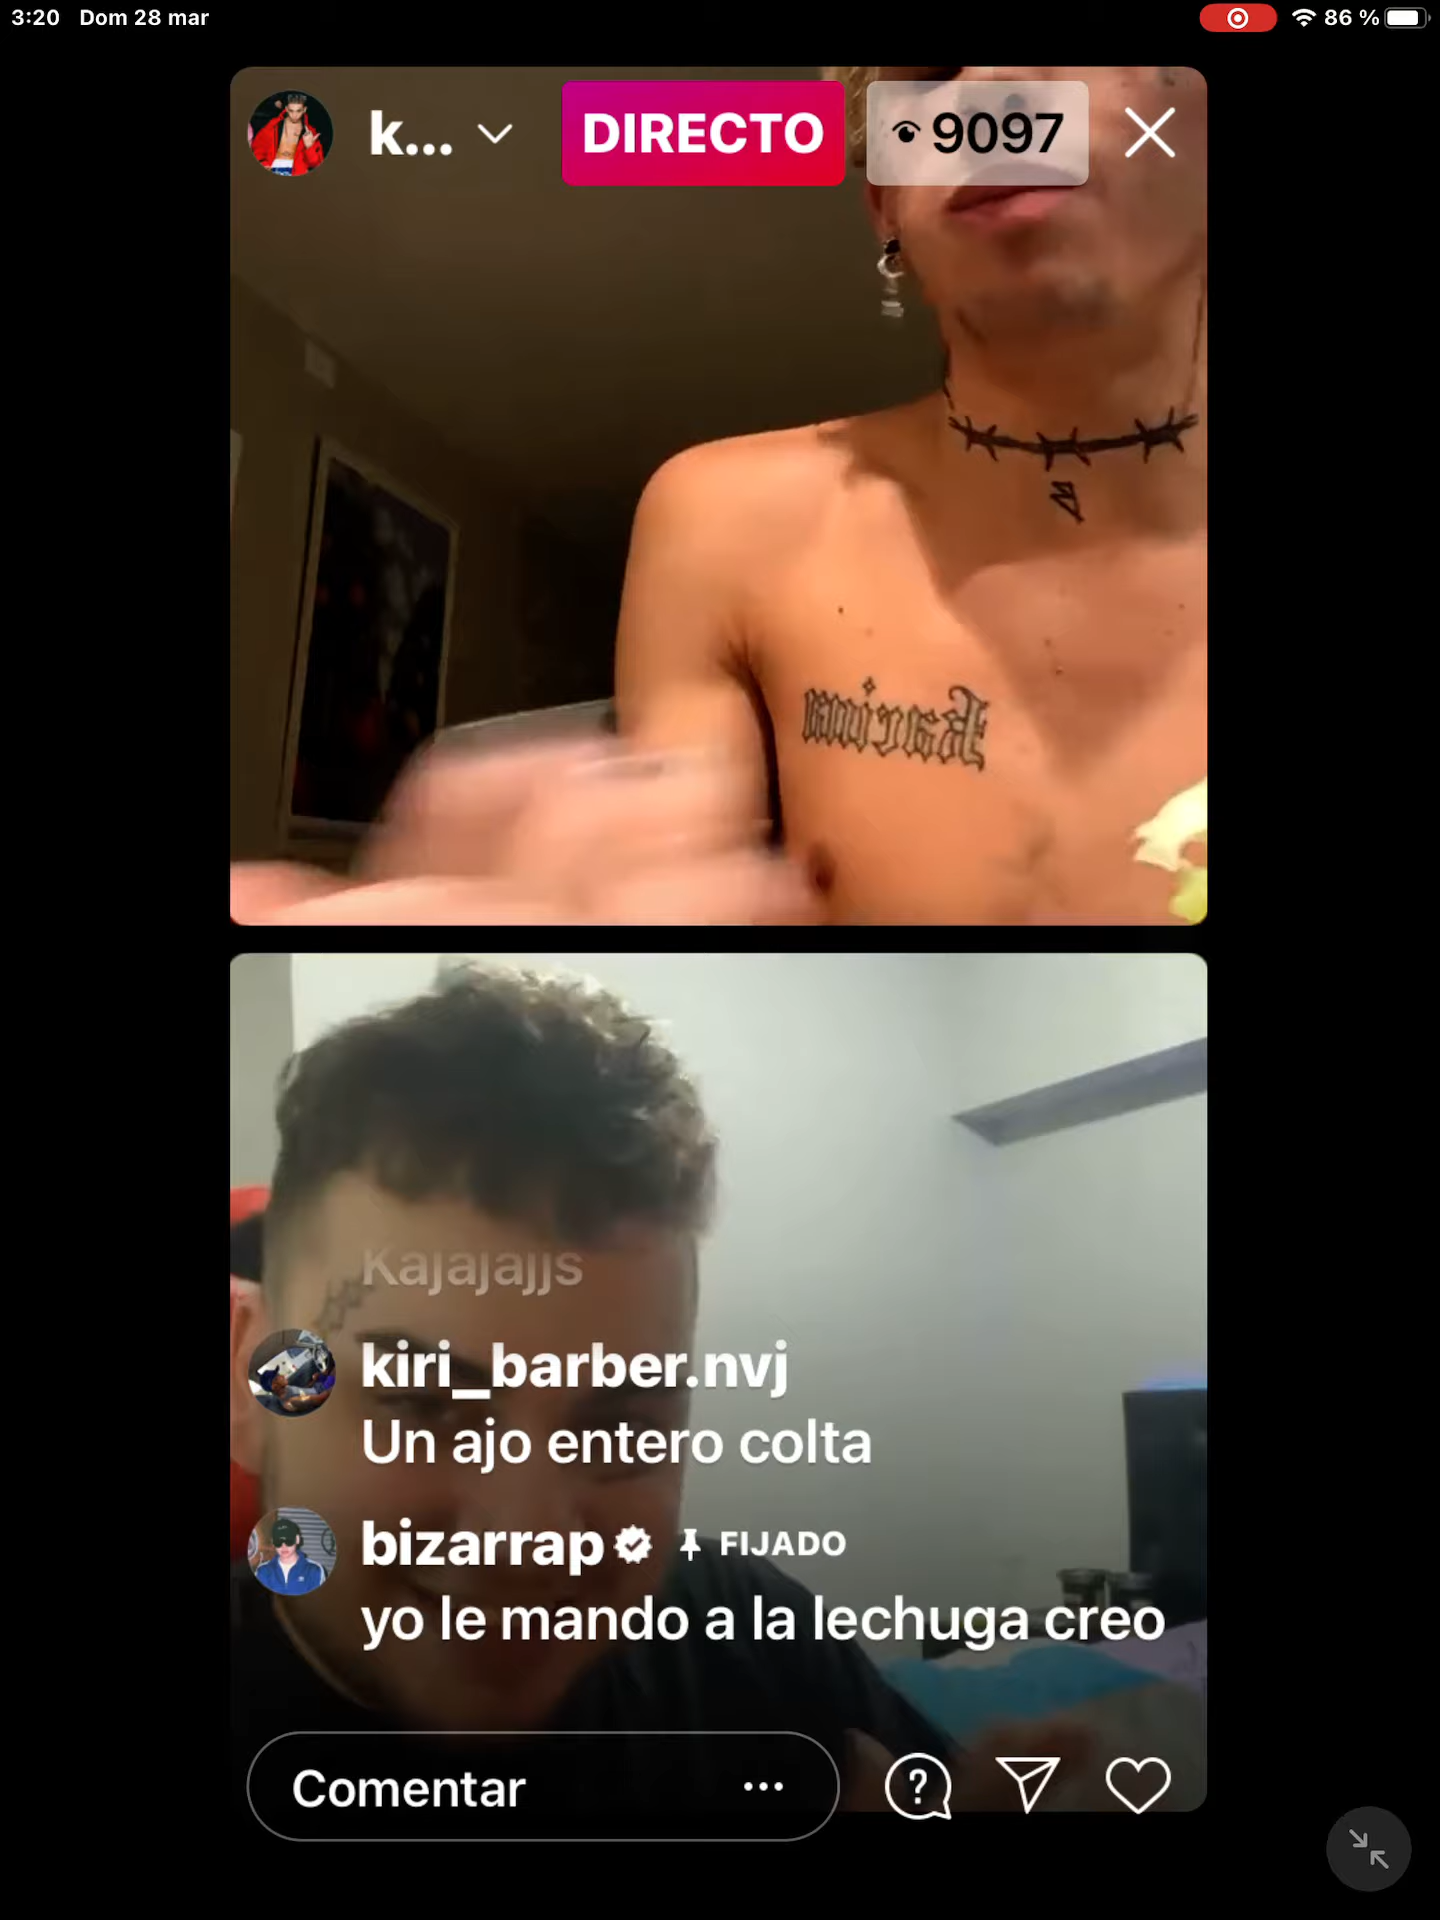 3:20 Dom 28 mar
86 %
k... DIRECTO 9097
karina
Kajajajjs
kiri_barber.nvj
Un ajo entero colta
bizarrap FIJADO
yo le mando a la lechuga creo
Comentar ...